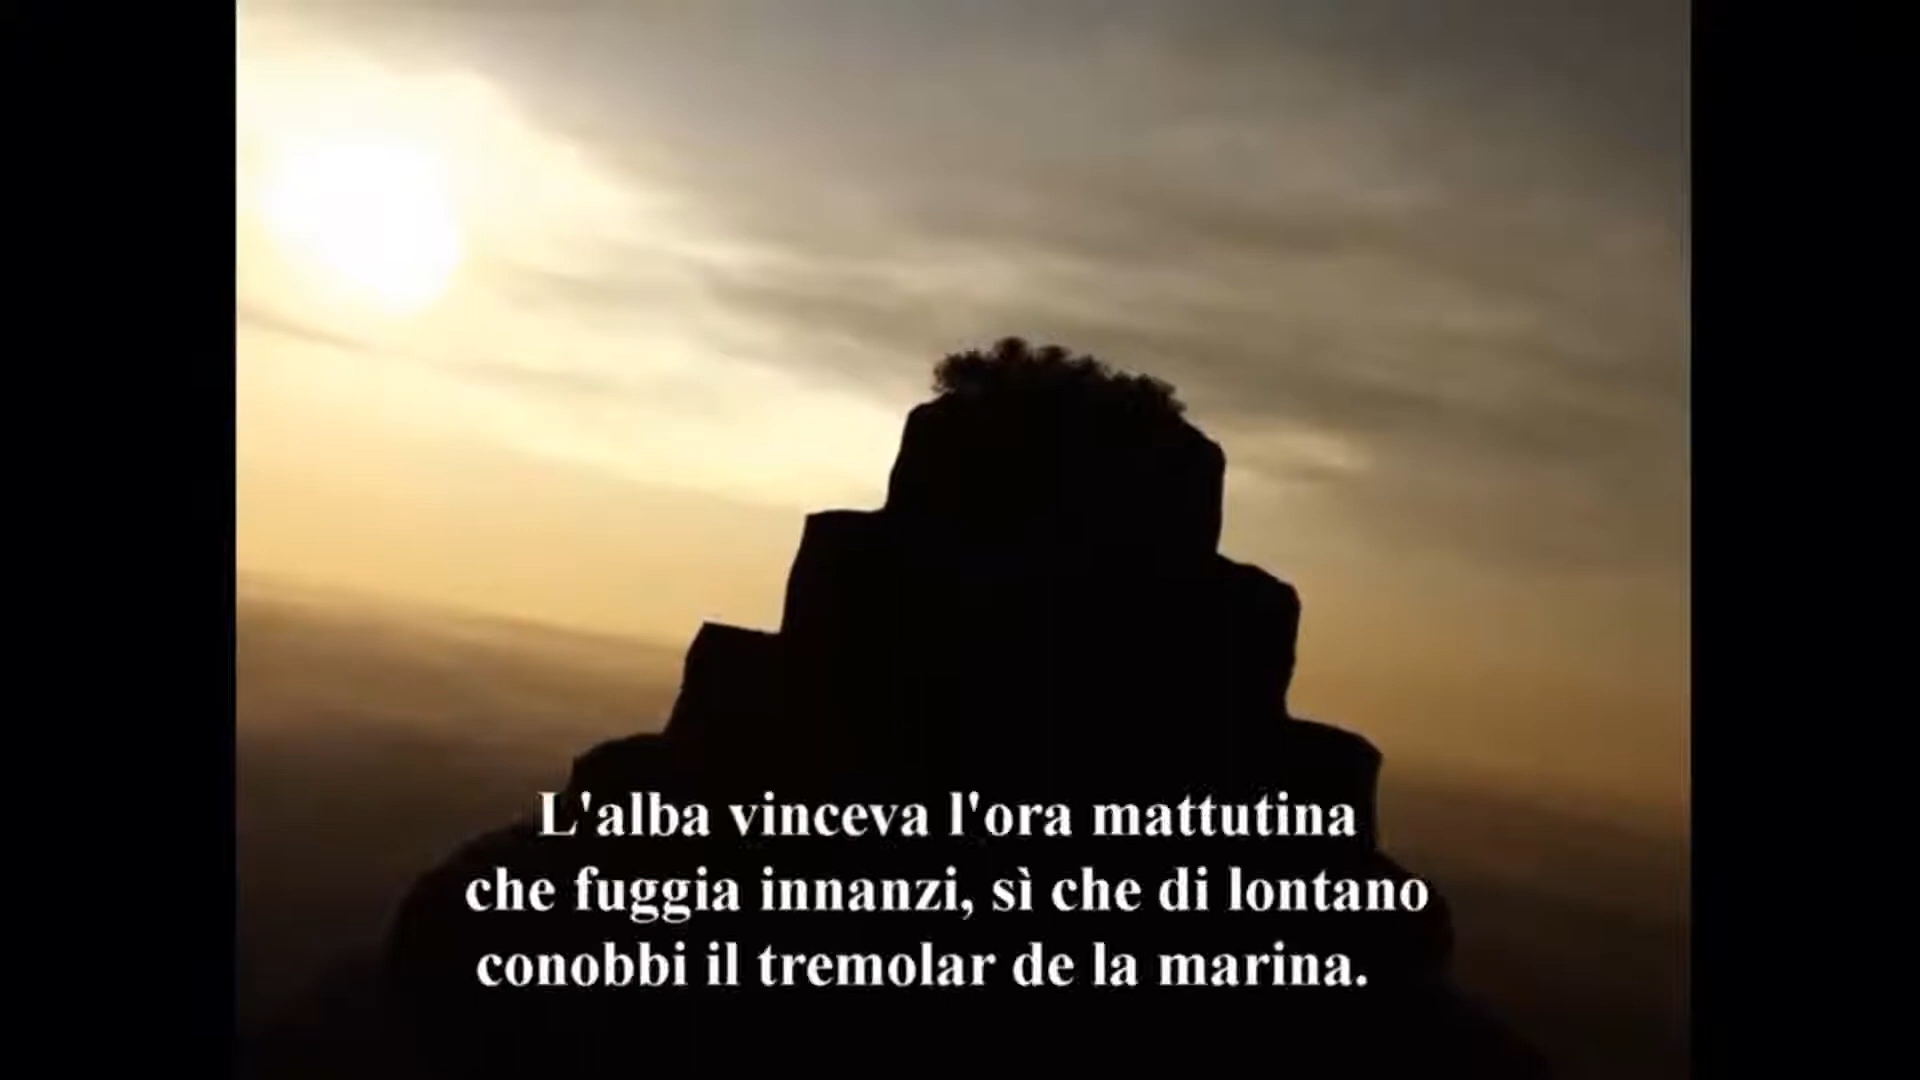 L'alba vinceva l'ora mattutina
che fuggia innanzi, sì che di lontano
conobbi il tremolar de la marina.